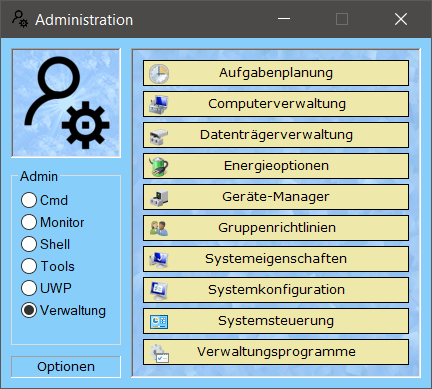 Administration
Admin
Cmd
Monitor
Shell
Tools
UWP
Verwaltung
Optionen
Aufgabenplanung
Computerverwaltung
Datenträgerverwaltung
Energieoptionen
Geräte-Manager
Gruppenrichtlinien
Systemeigenschaften
Systemkonfiguration
Systemsteuerung
Verwaltungsprogramme